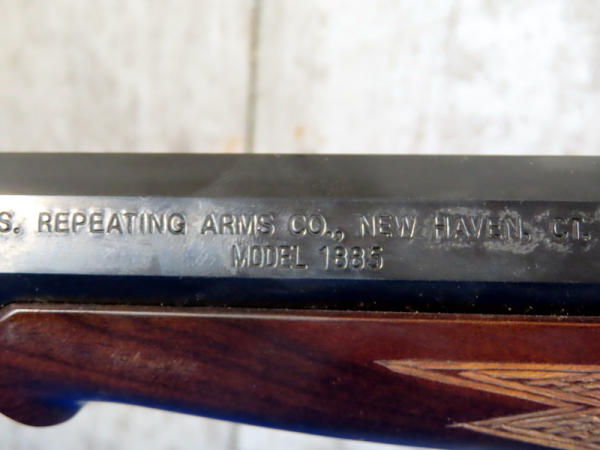 S. REPEATING ARMS CO., NEW HAVEN, CT.
MODEL 1885